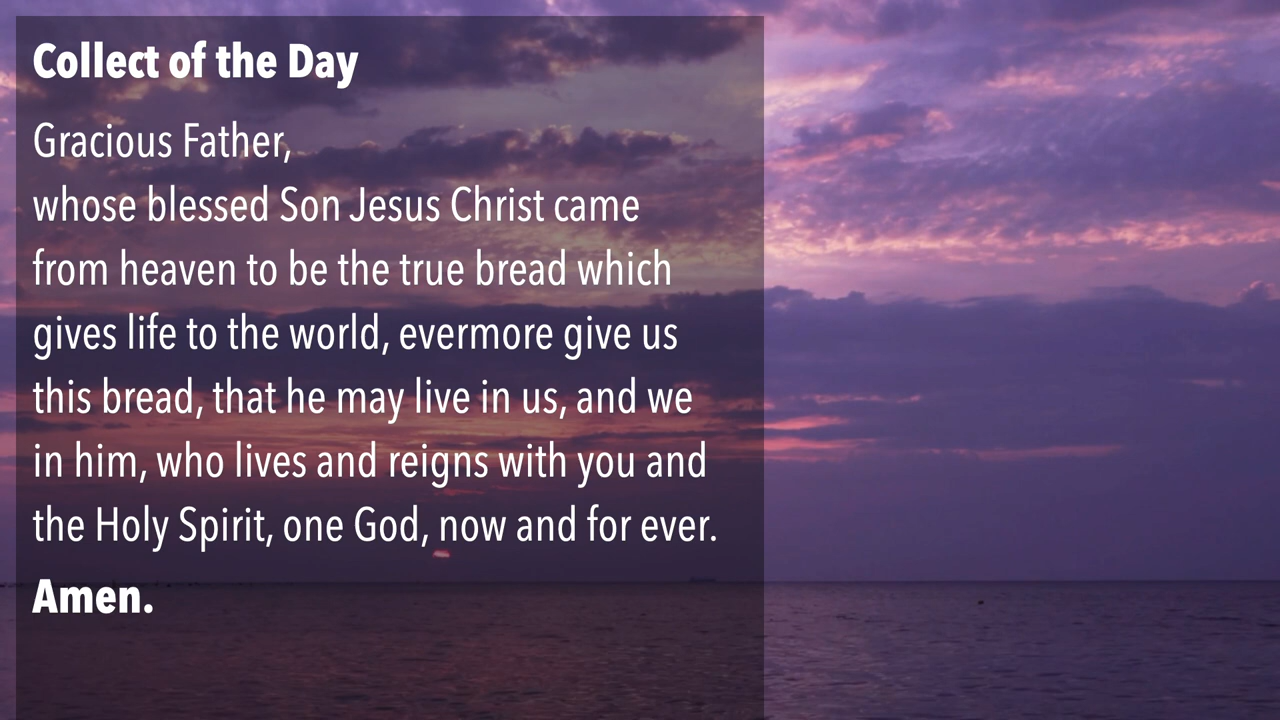 Collect of the Day
Gracious Father,
whose blessed Son Jesus Christ came
from heaven to be the true bread which
gives life to the world, evermore give us
this bread, that he may live in us, and we
in him, who lives and reigns with you and
the Holy Spirit, one God, now and for ever.
Amen.